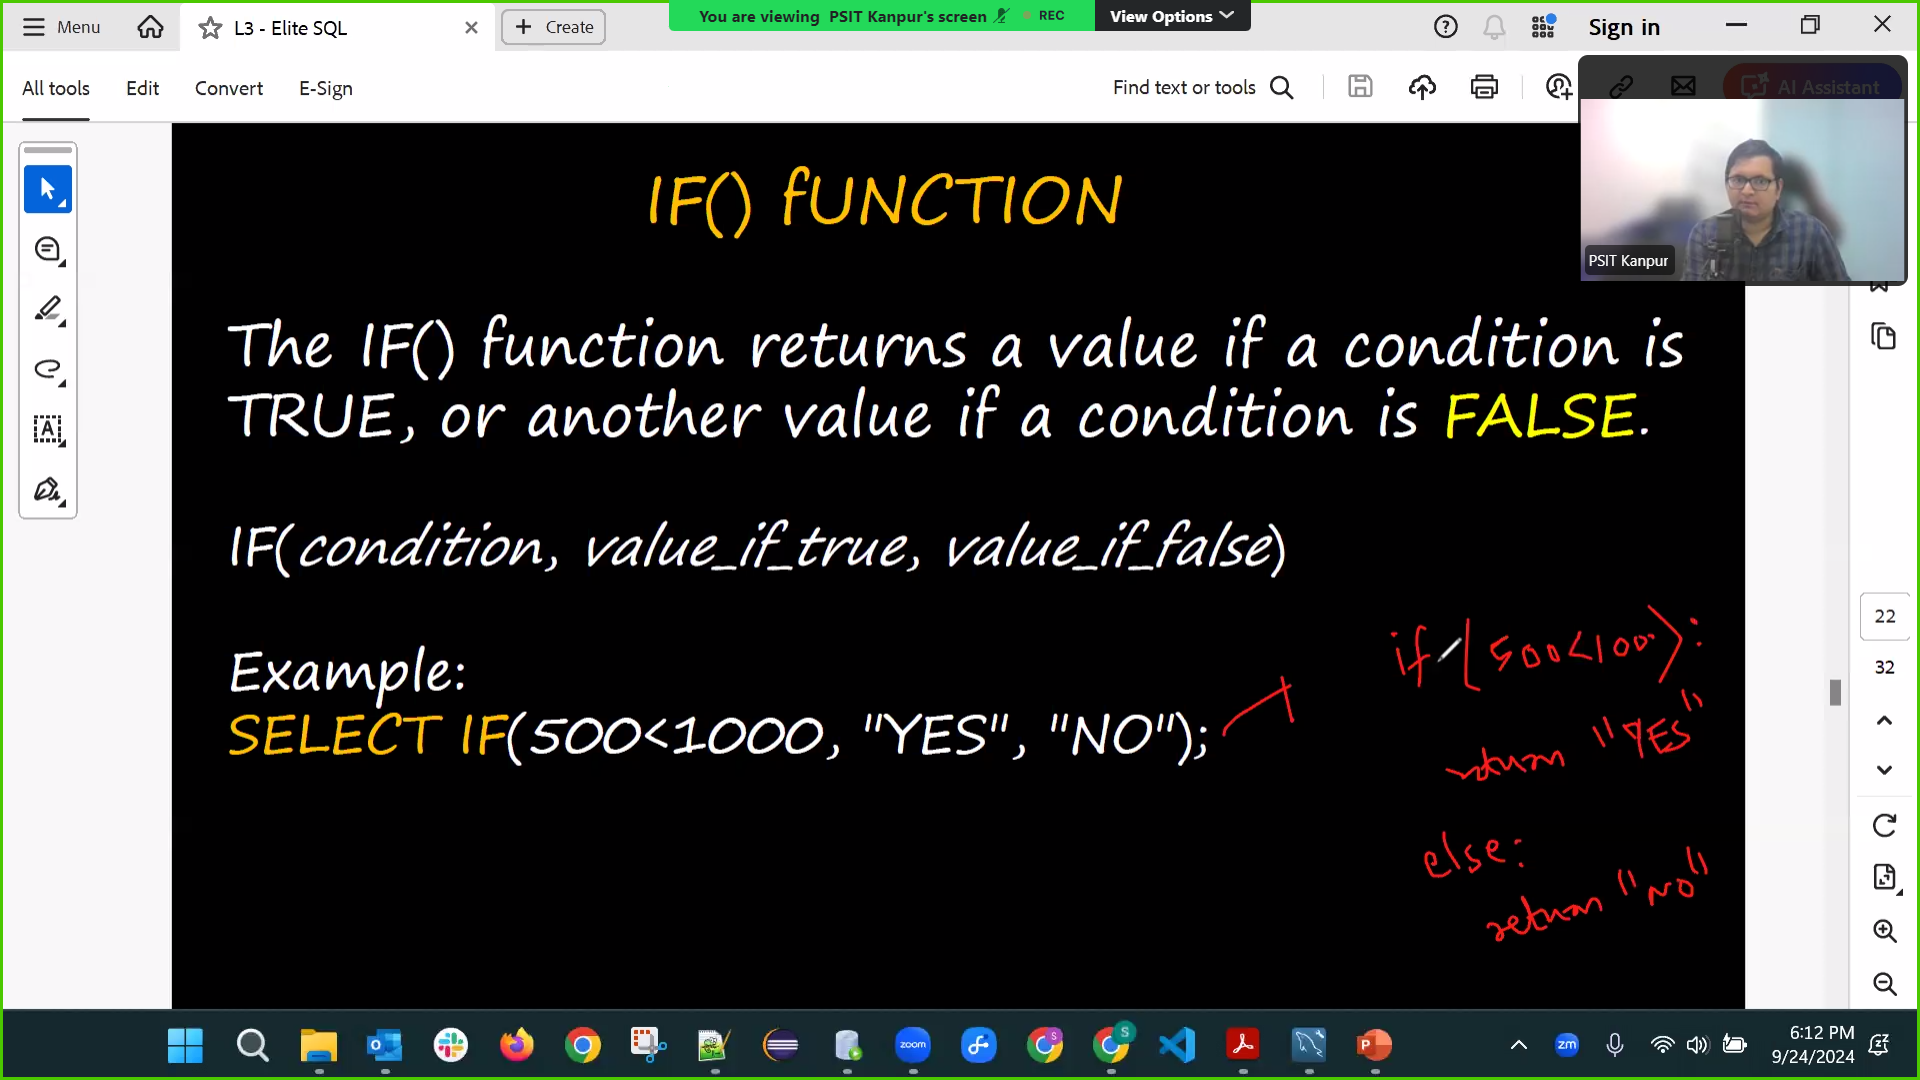 Menu
L3 - Elite SQL
Create
You are viewing PSIT Kanpur's screen
REC
View Options
Sign in
All tools
Edit
Convert
E-Sign
Find text or tools
AI Assistant
PSIT Kanpur
IF() fUNCTION
The IF() function returns a value if a condition is
TRUE, or another value if a condition is FALSE.
IF(condition, value_if_true, value_if_false)
Example:
SELECT IF(500<1000, "YES", "NO");
if (500<100):
return "YES"
else:
return "NO"
22
32
zoom
S
S
P
zm
6:12 PM
9/24/2024